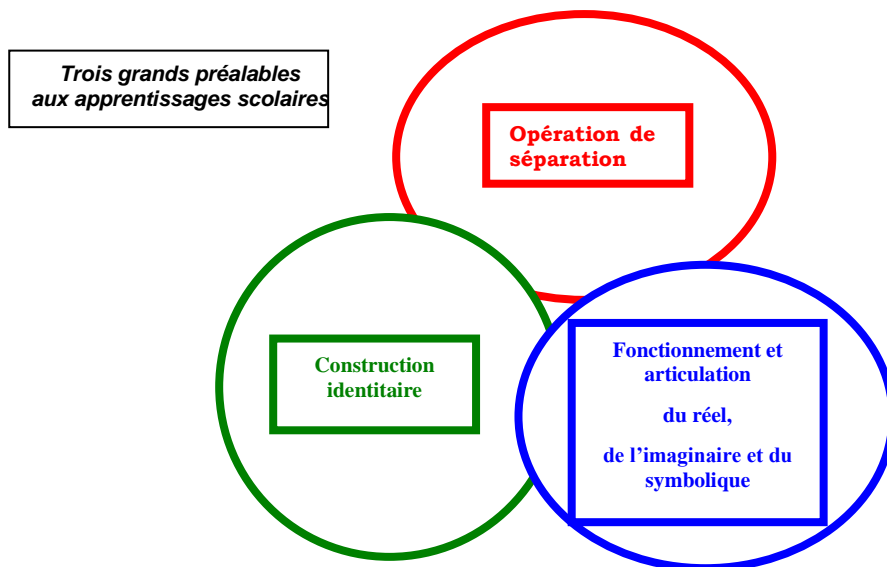 Trois grands préalables
aux apprentissages scolaires
Opération de
séparation
Construction
identitaire
Fonctionnement et
articulation
du réel,
de l’imaginaire et du
symbolique